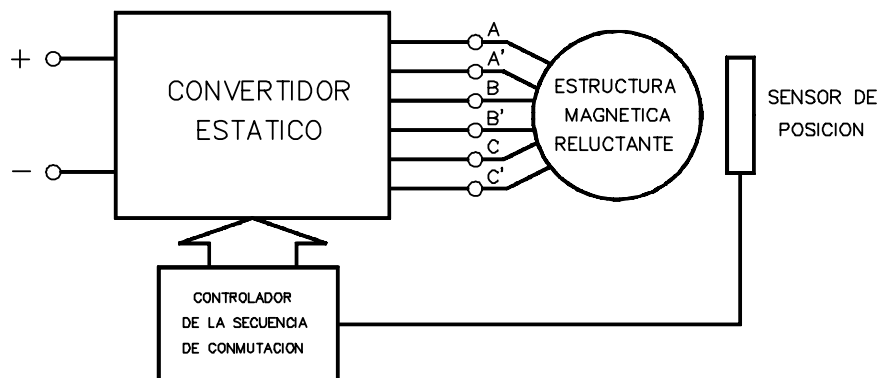 +
−
CONVERTIDOR
ESTATICO
A
A'
B
B'
C
C'
ESTRUCTURA
MAGNETICA
RELUCTANTE
SENSOR DE
POSICION
CONTROLADOR
DE LA SECUENCIA
DE CONMUTACION